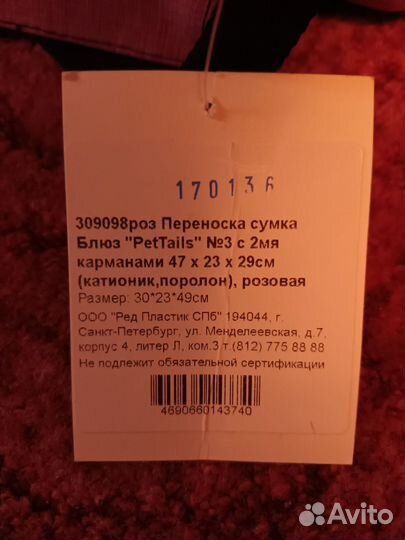 170136
309098роз Переноска сумка
Блюз "PetTails" №3 с 2мя
карманами 47 х 23 х 29см
(катионик,поролон), розовая
Размер: 30*23*49см
ООО "Ред Пластик СПб" 194044, г.
Санкт-Петербург, ул. Менделеевская, д.7,
корпус 4, литер Л, ком.3 т.(812) 775 88 88
Не подлежит обязательной сертификации
4690660143740
Avito